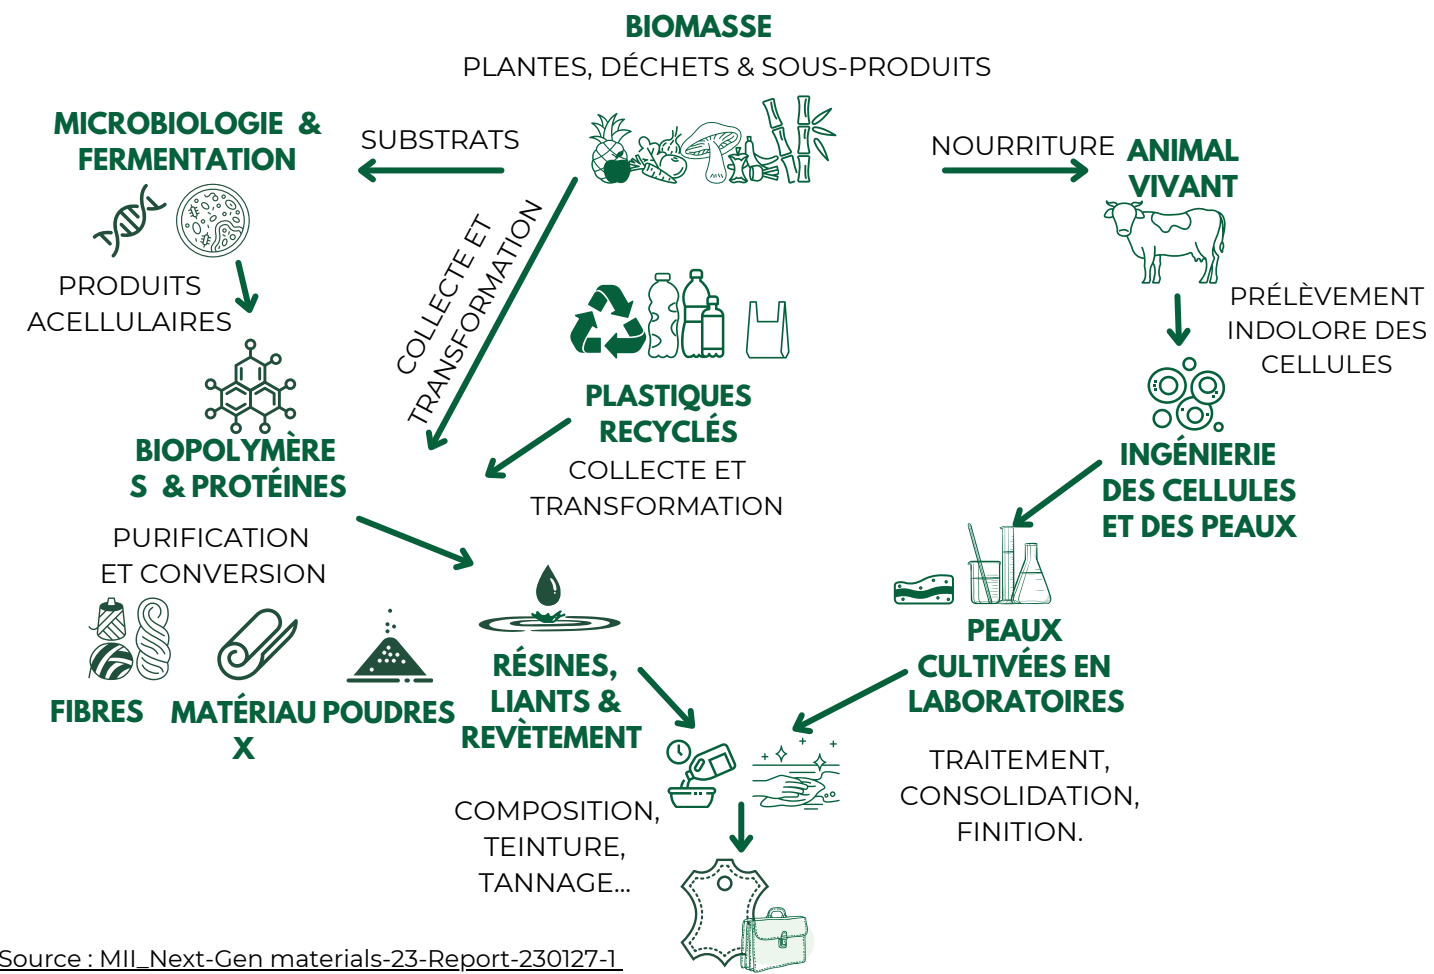 BIOMASSE
PLANTES, DÉCHETS & SOUS-PRODUITS
MICROBIOLOGIE &
FERMENTATION
SUBSTRATS
NOURRITURE
ANIMAL
VIVANT
COLLECTE ET
TRANSFORMATION
PRODUITS
ACELLULAIRES
PRÉLÈVEMENT
INDOLORE DES
CELLULES
PLASTIQUES
RECYCLÉS
COLLECTE ET
TRANSFORMATION
BIOPOLYMÈRE
S & PROTÉINES
INGÉNIERIE
DES CELLULES
ET DES PEAUX
PURIFICATION
ET CONVERSION
FIBRES
MATÉRIAU
X
POUDRES
RÉSINES,
LIANTS &
REVÈTEMENT
PEAUX
CULTIVÉES EN
LABORATOIRES
COMPOSITION,
TEINTURE,
TANNAGE...
TRAITEMENT,
CONSOLIDATION,
FINITION.
Source : MII_Next-Gen materials-23-Report-230127-1